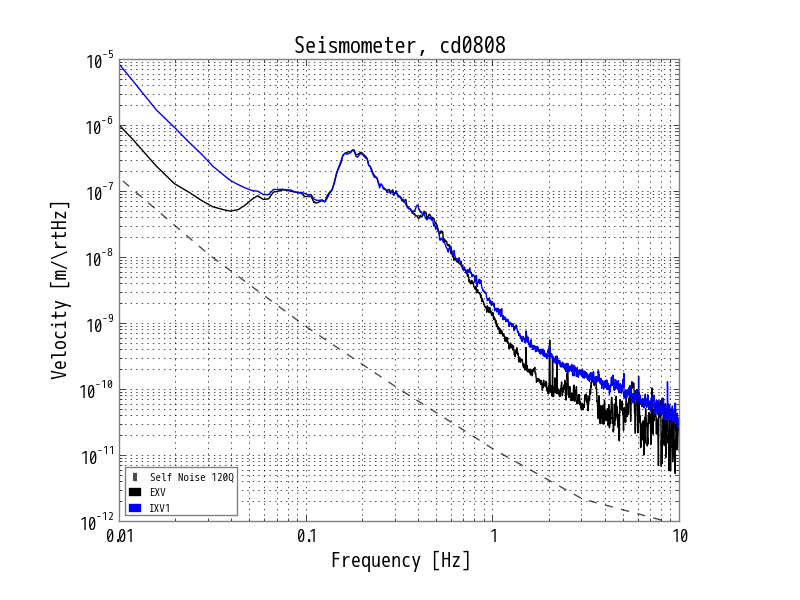 Seismometer, cd0808
10-5
10-6
10-7
10-8
10-9
10-10
10-11
10-12
Velocity [m/\rtHz]
Self Noise 120Q
EXV
IXV1
0.01 0.1 1 10
Frequency [Hz]